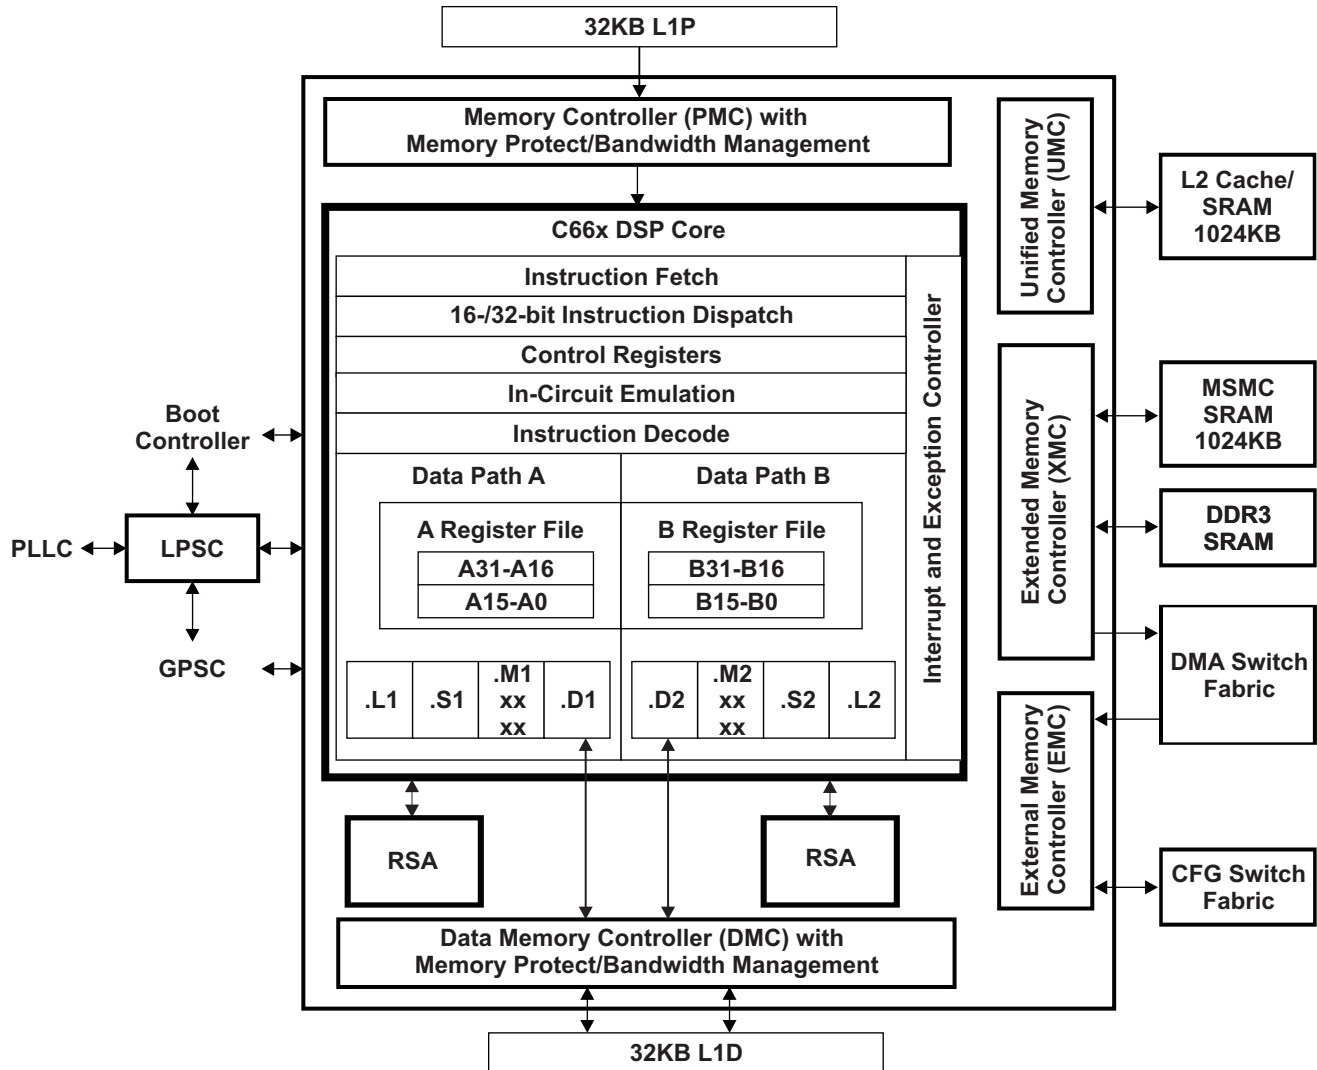 32KB L1P
Memory Controller (PMC) with
Memory Protect/Bandwidth Management
C66x DSP Core
Instruction Fetch
16-/32-bit Instruction Dispatch
Control Registers
In-Circuit Emulation
Instruction Decode
Data Path A
Data Path B
A Register File
B Register File
A31-A16
A15-A0
B31-B16
B15-B0
.L1
.S1
.M1
xx
xx
.D1
.D2
.M2
xx
xx
.S2
.L2
Interrupt and Exception Controller
RSA
RSA
Data Memory Controller (DMC) with
Memory Protect/Bandwidth Management
32KB L1D
Boot
Controller
PLLC
LPSC
GPSC
Unified Memory
Controller (UMC)
Extended Memory
Controller (XMC)
External Memory
Controller (EMC)
L2 Cache/
SRAM
1024KB
MSMC
SRAM
1024KB
DDR3
SRAM
DMA Switch
Fabric
CFG Switch
Fabric